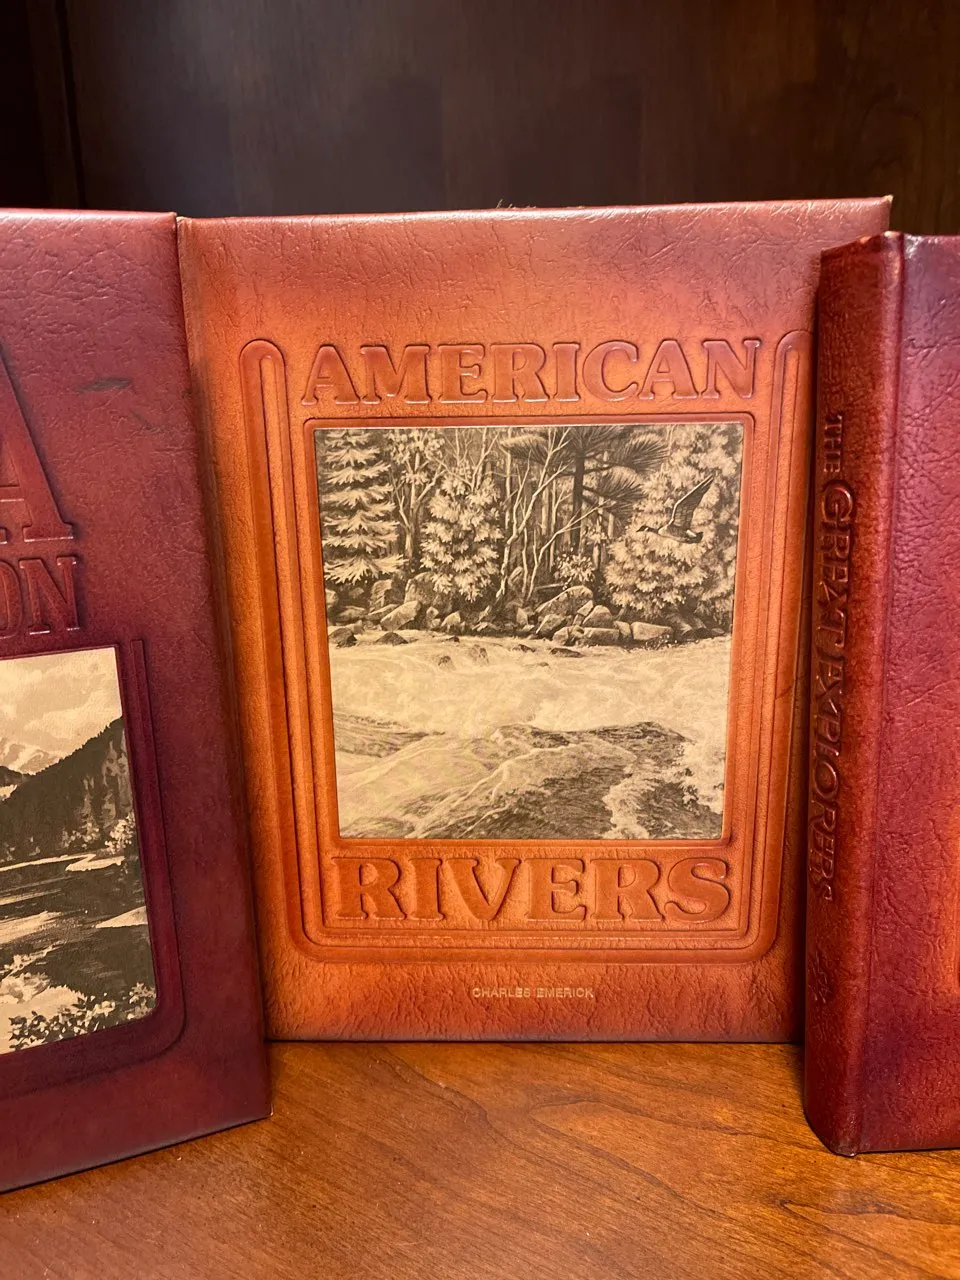 A
ON
AMERICAN
RIVERS
CHARLES EMERICK
THE GREAT EXPLORERS